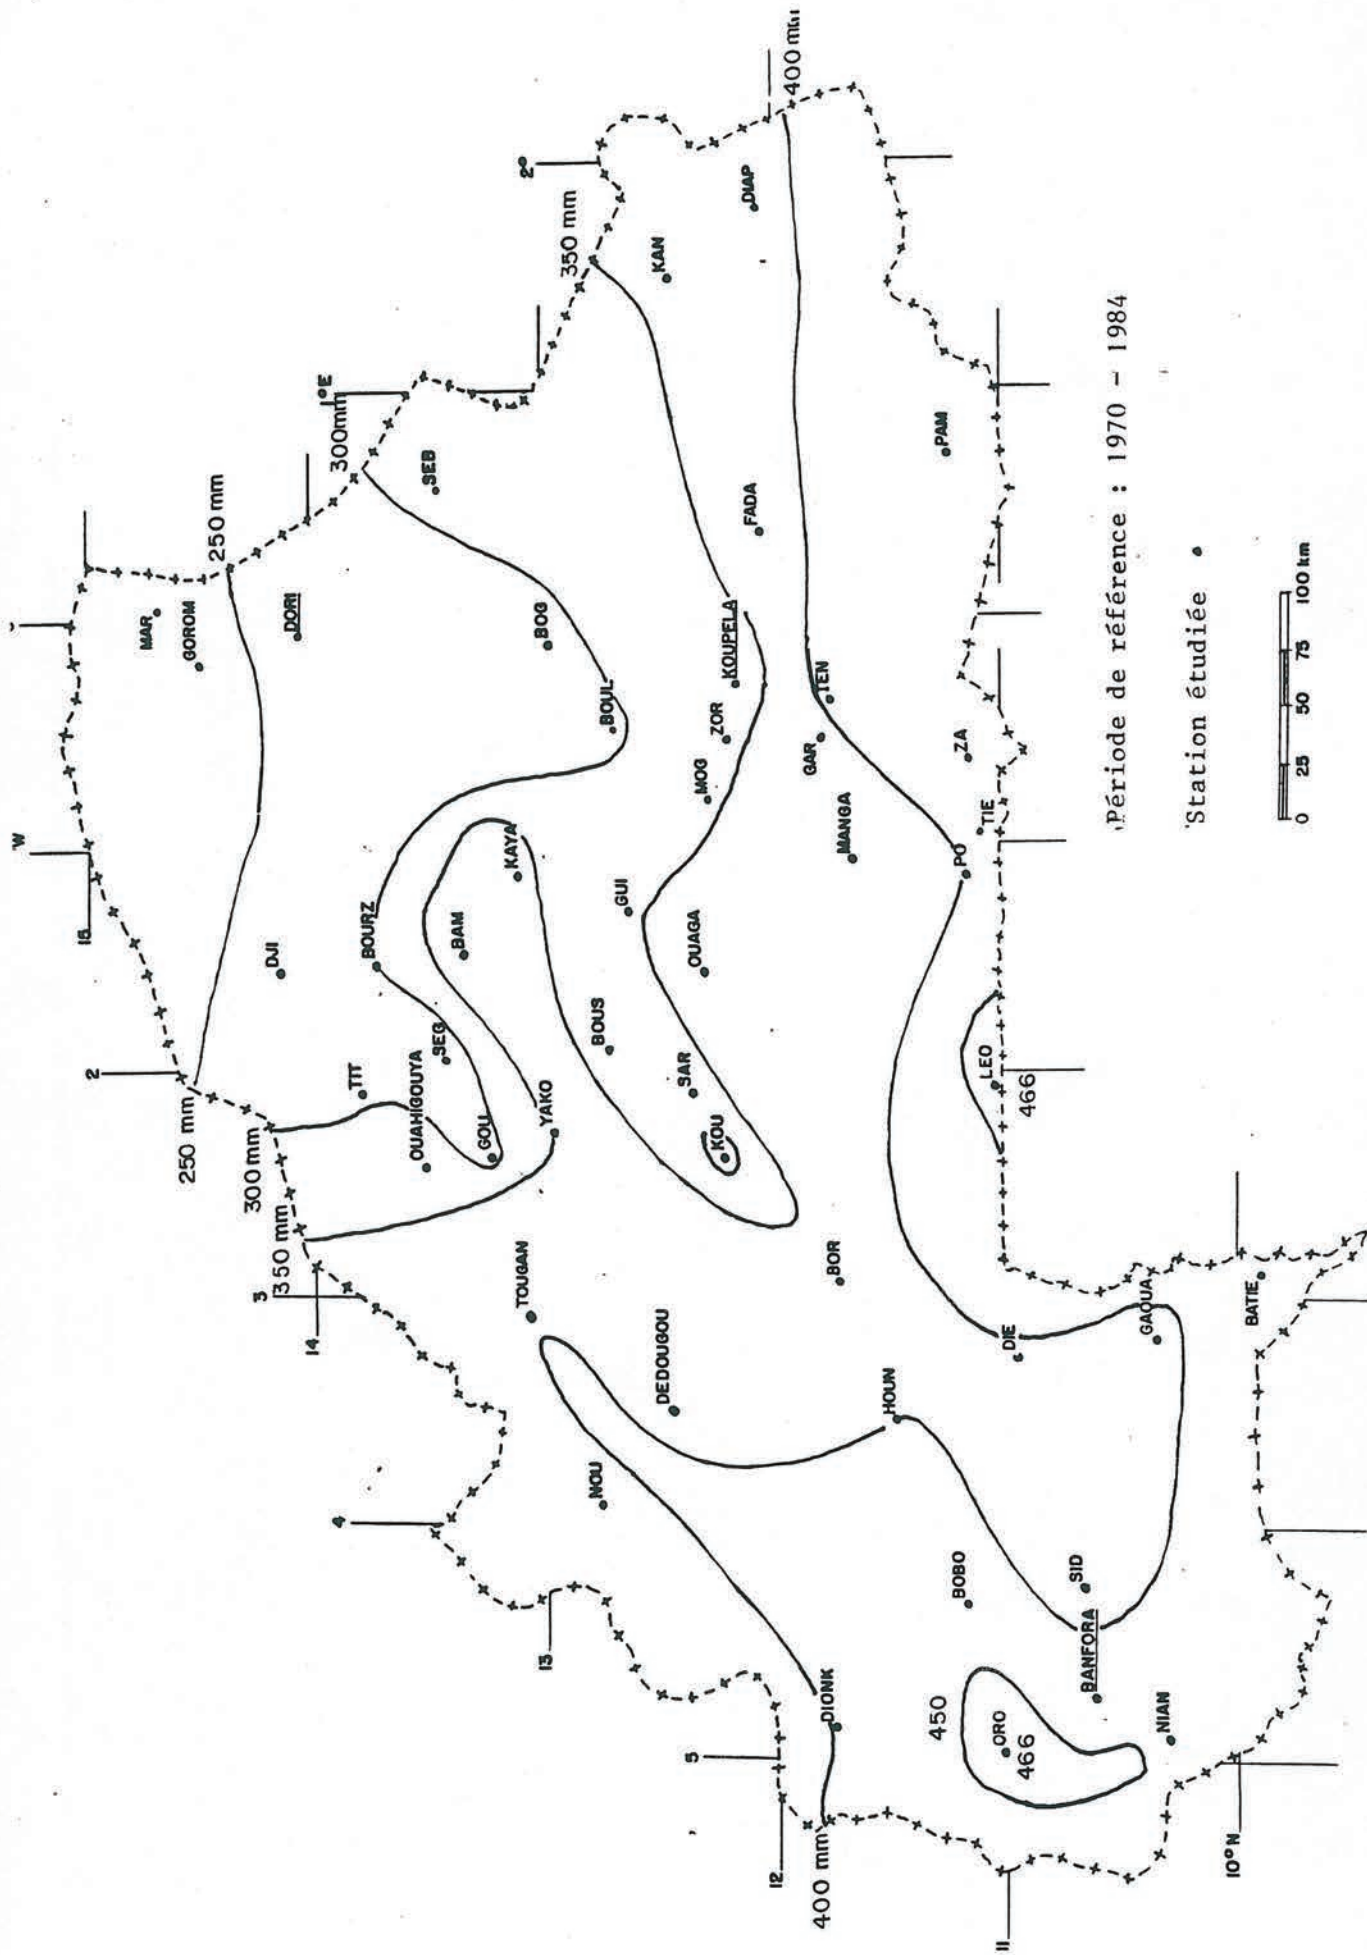 W
2
15
MAR
GOROM
250 mm
250 mm
DORI
300 mm
300mm
1°E
350 mm
3
14
DJI
TIT
BOURZ
SEB
OUAHIGOUYA
SEG
BAM
GOU
KAYA
YAKO
BOG
BOUL
350 mm
2°
TOUGAN
4
13
NOU
DEDOUGOU
BOUS
GUI
KAN
SAR
KOU
OUAGA
MOG
ZOR
KOUPELA
FADA
DIAP
400 mm
5
12
400 mm
DIONK
BOR
MANGA
GAR
TEN
HOUN
PO
TIE
ZA
PAM
LEO
466
DIE
450
BOBO
ORO
466
11
SID
BANFORA
GAOUA
NIAN
BATIE
10°N
Période de référence : 1970 - 1984
Station étudiée
0 25 50 75 100 km